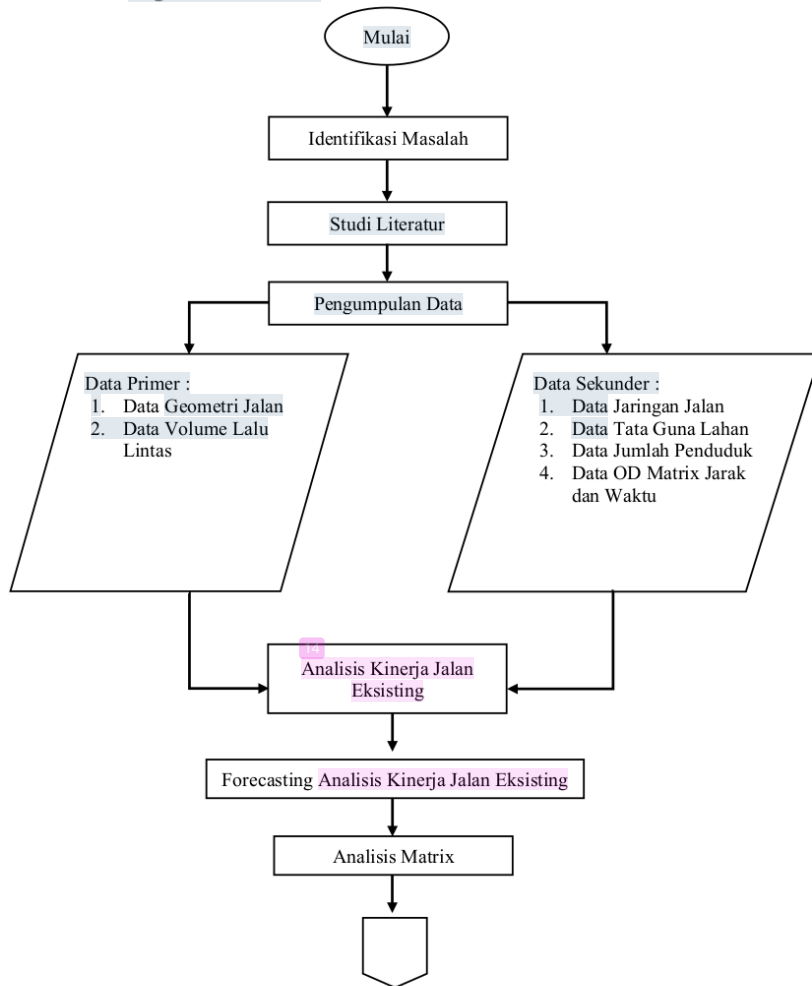 Mulai
Identifikasi Masalah
Studi Literatur
Pengumpulan Data
Data Primer :
1. Data Geometri Jalan
2. Data Volume Lalu
Lintas
Data Sekunder :
1. Data Jaringan Jalan
2. Data Tata Guna Lahan
3. Data Jumlah Penduduk
4. Data OD Matrix Jarak
dan Waktu
14
Analisis Kinerja Jalan
Eksisting
Forecasting Analisis Kinerja Jalan Eksisting
Analisis Matrix